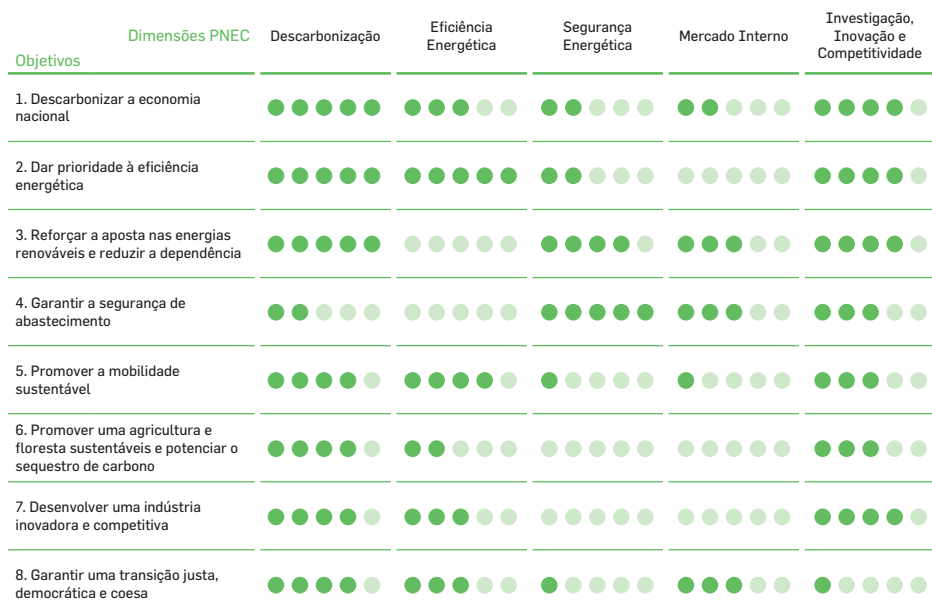 Dimensões PNEC
Objetivos
Descarbonização
Eficiência
Energética
Segurança
Energética
Mercado Interno
Investigação,
Inovação e
Competitividade
1. Descarbonizar a economia
nacional
2. Dar prioridade à eficiência
energética
3. Reforçar a aposta nas energias
renováveis e reduzir a dependência
4. Garantir a segurança de
abastecimento
5. Promover a mobilidade
sustentável
6. Promover uma agricultura e
floresta sustentáveis e potenciar o
sequestro de carbono
7. Desenvolver uma indústria
inovadora e competitiva
8. Garantir uma transição justa,
democrática e coesa